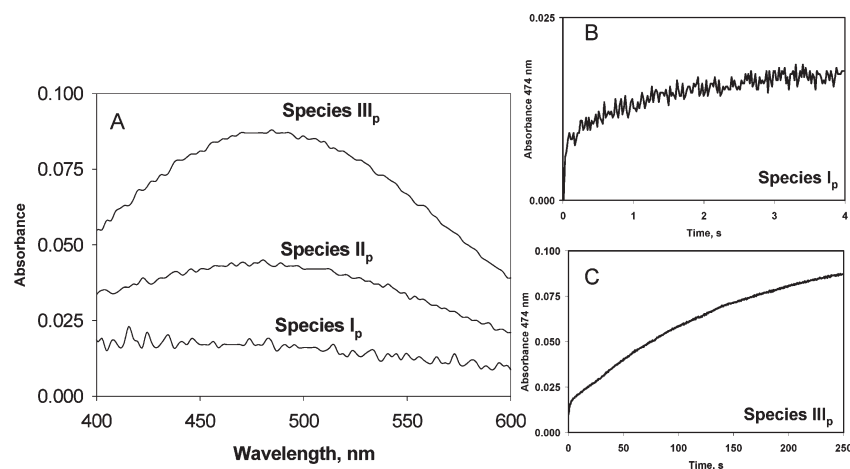 A
0.100
0.075
0.050
0.025
0.000
Absorbance
Species IIIp
Species IIp
Species Ip
400 450 500 550 600
Wavelength, nm
B
0.025
0.000
Absorbance 474 nm
Species Ip
0 1 2 3 4
Time, s
C
0.100
0.075
0.050
0.025
0.000
Absorbance 474 nm
Species IIIp
0 50 100 150 200 250
Time, s